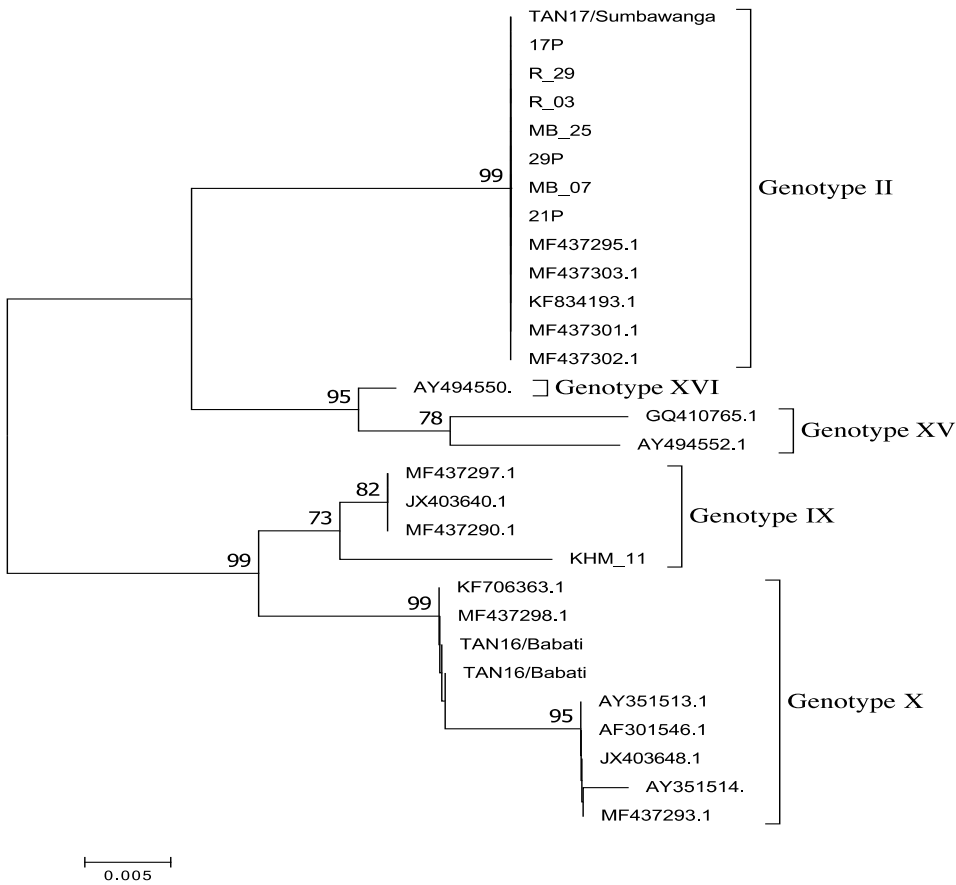 TAN17/Sumbawanga
17P
R_29
R_03
MB_25
29P
99
MB_07
Genotype II
21P
MF437295.1
MF437303.1
KF834193.1
MF437301.1
MF437302.1
95
AY494550.
Genotype XVI
78
GQ410765.1
Genotype XV
AY494552.1
MF437297.1
82
JX403640.1
73
MF437290.1
Genotype IX
99
KHM_11
KF706363.1
99
MF437298.1
TAN16/Babati
TAN16/Babati
AY351513.1
Genotype X
95
AF301546.1
JX403648.1
AY351514.
MF437293.1
0.005